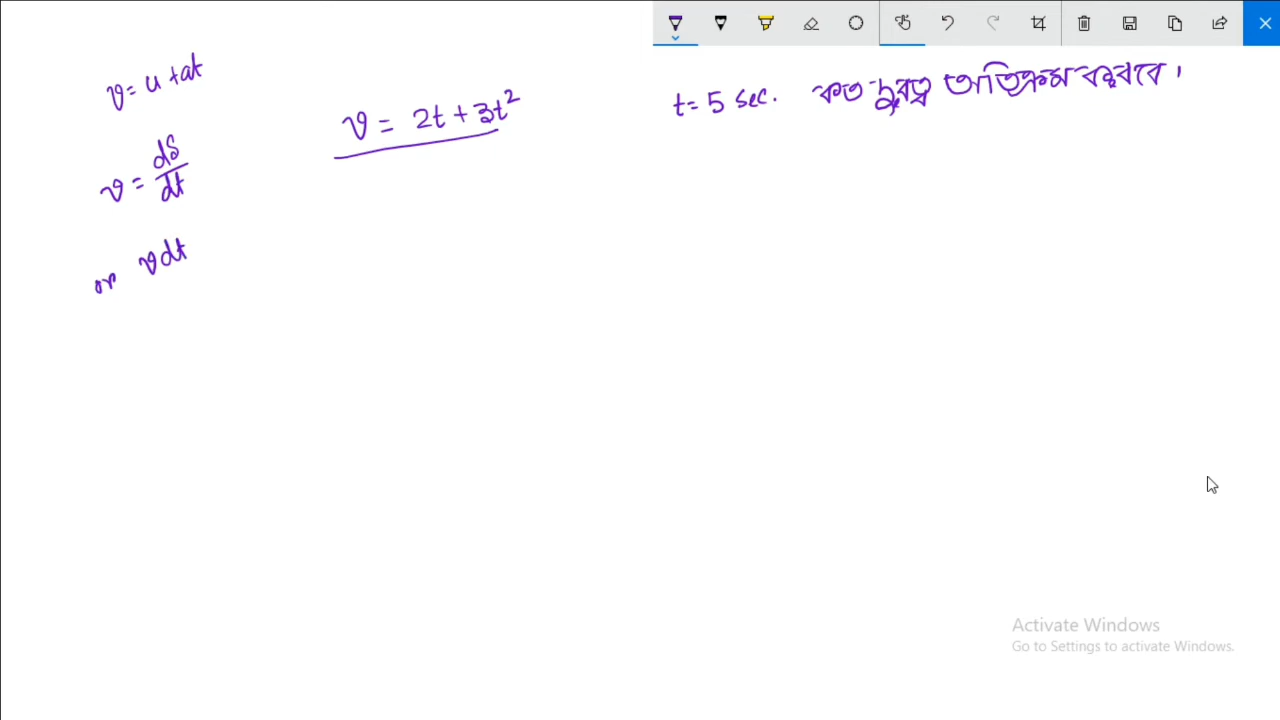 v = u + at
v = 2t + 3t²
t = 5 sec. কত দুরত্ব অতিক্রম করবে।
v = ds/dt
or vdt
Activate Windows
Go to Settings to activate Windows.